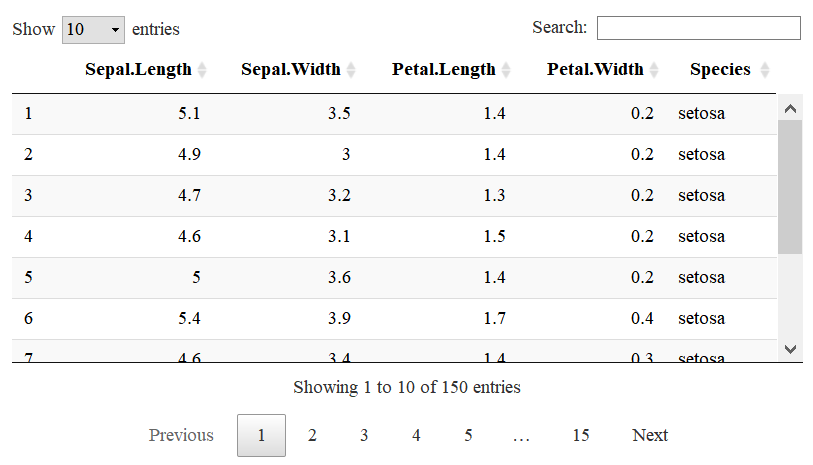 Show 10 entries Search:
Sepal.Length Sepal.Width Petal.Length Petal.Width Species
1 5.1 3.5 1.4 0.2 setosa
2 4.9 3 1.4 0.2 setosa
3 4.7 3.2 1.3 0.2 setosa
4 4.6 3.1 1.5 0.2 setosa
5 5 3.6 1.4 0.2 setosa
6 5.4 3.9 1.7 0.4 setosa
7 4.6 3.4 1.4 0.3 setosa
Showing 1 to 10 of 150 entries
Previous 1 2 3 4 5 … 15 Next